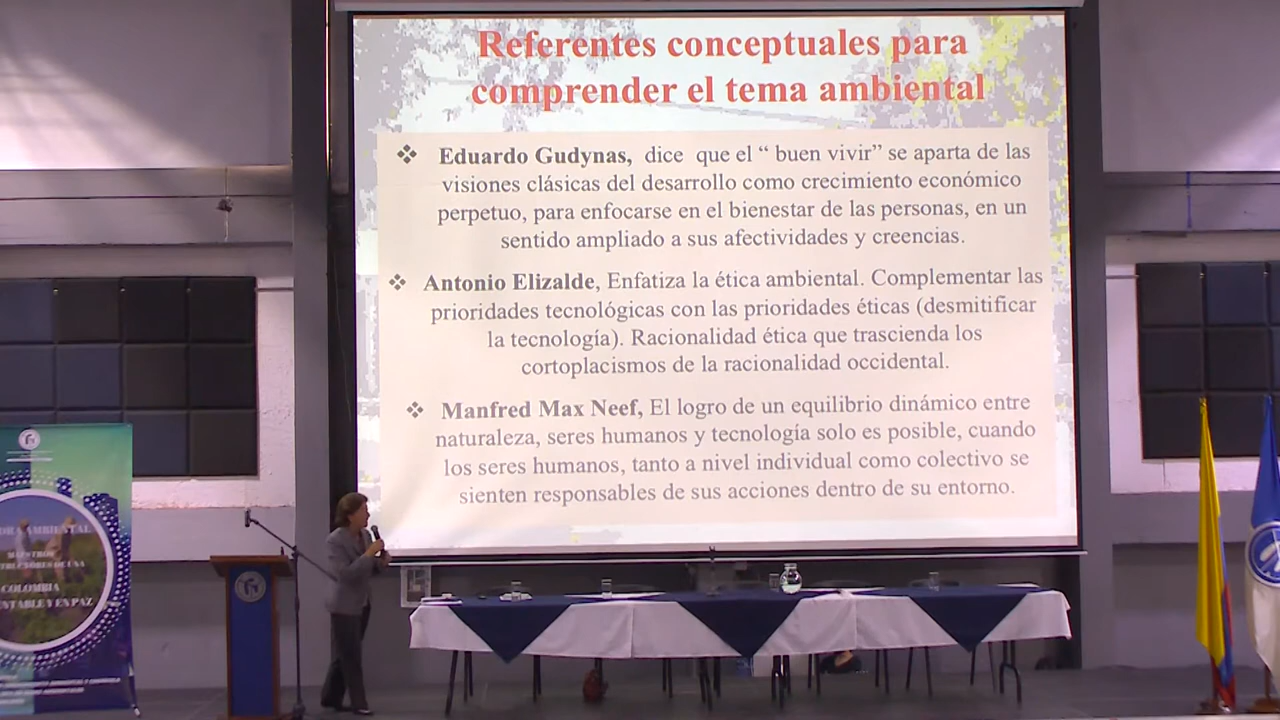 Referentes conceptuales para
comprender el tema ambiental
❖ Eduardo Gudynas, dice que el “ buen vivir” se aparta de las
visiones clásicas del desarrollo como crecimiento económico
perpetuo, para enfocarse en el bienestar de las personas, en un
sentido ampliado a sus afectividades y creencias.
❖ Antonio Elizalde, Enfatiza la ética ambiental. Complementar las
prioridades tecnológicas con las prioridades éticas (desmitificar
la tecnología). Racionalidad ética que trascienda los
cortoplacismos de la racionalidad occidental.
❖ Manfred Max Neef, El logro de un equilibrio dinámico entre
naturaleza, seres humanos y tecnología solo es posible, cuando
los seres humanos, tanto a nivel individual como colectivo se
sienten responsables de sus acciones dentro de su entorno.
AMBIENTAL
MAESTROS
COLOMBIA
Y EN PAZ